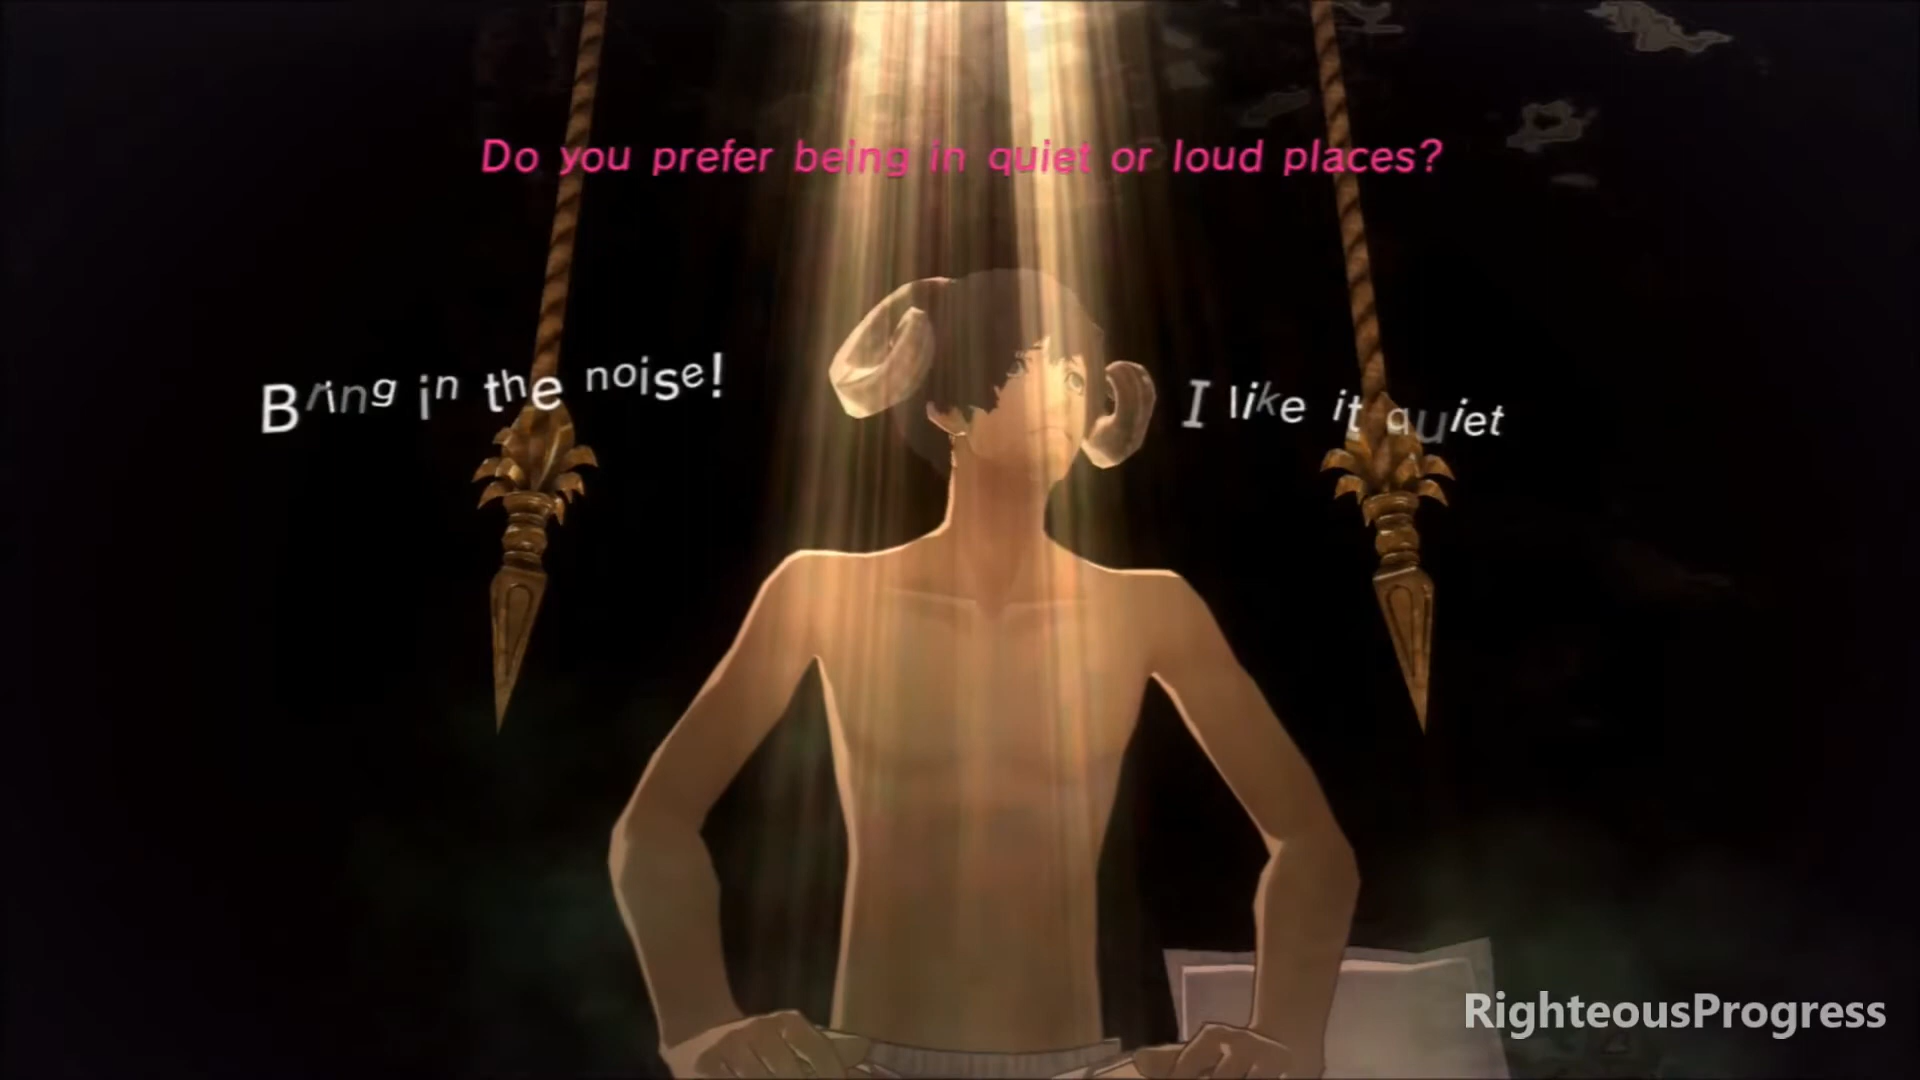 Do you prefer being in quiet or loud places?
Bring in the noise!
I like it quiet
RighteousProgress